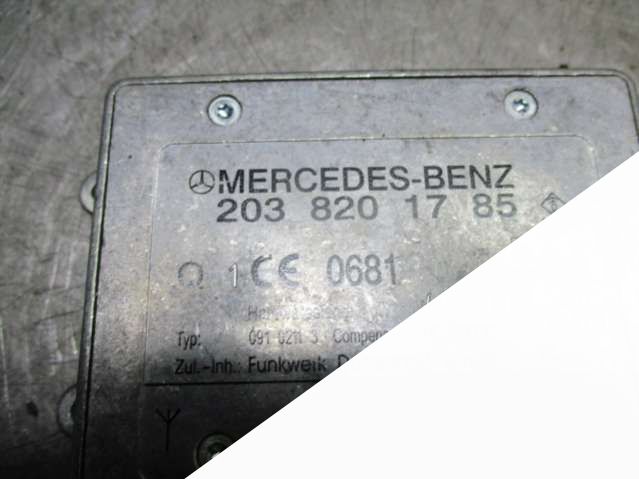 MERCEDES-BENZ
203 820 17 85
1 CE 0681
Typ: 091 0211 3 Compen
Zul.-Inh.: Funkwerk D